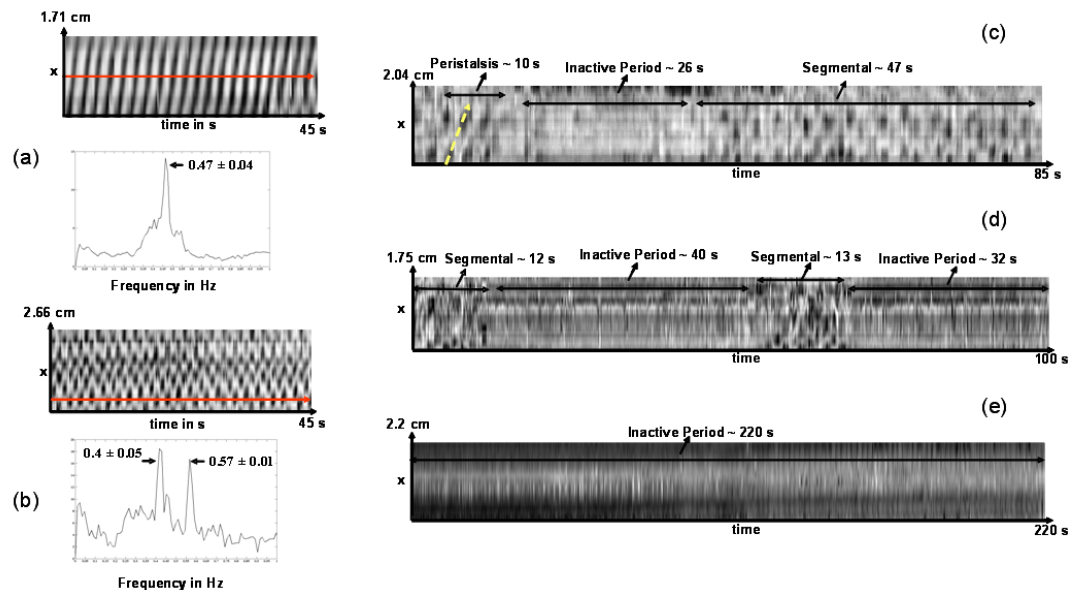 1.71 cm
x
time in s
45 s
(a)
0.47 ± 0.04
Frequency in Hz
2.66 cm
x
time in s
45 s
0.4 ± 0.05
0.57 ± 0.01
(b)
Frequency in Hz
(c)
Peristalsis ~ 10 s
Inactive Period ~ 26 s
Segmental ~ 47 s
2.04 cm
x
time
85 s
(d)
1.75 cm
Segmental ~ 12 s
Inactive Period ~ 40 s
Segmental ~ 13 s
Inactive Period ~ 32 s
x
time
100 s
(e)
2.2 cm
Inactive Period ~ 220 s
x
time
220 s